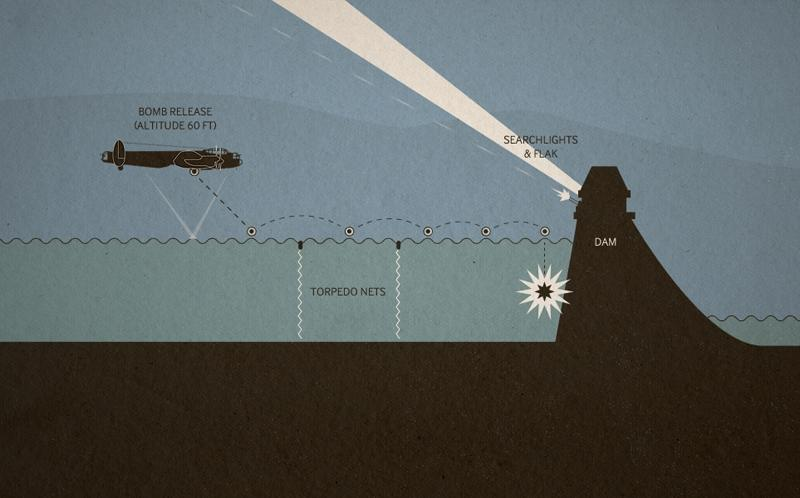 BOMB RELEASE
(ALTITUDE 60 FT)
SEARCHLIGHTS
& FLAK
DAM
TORPEDO NETS